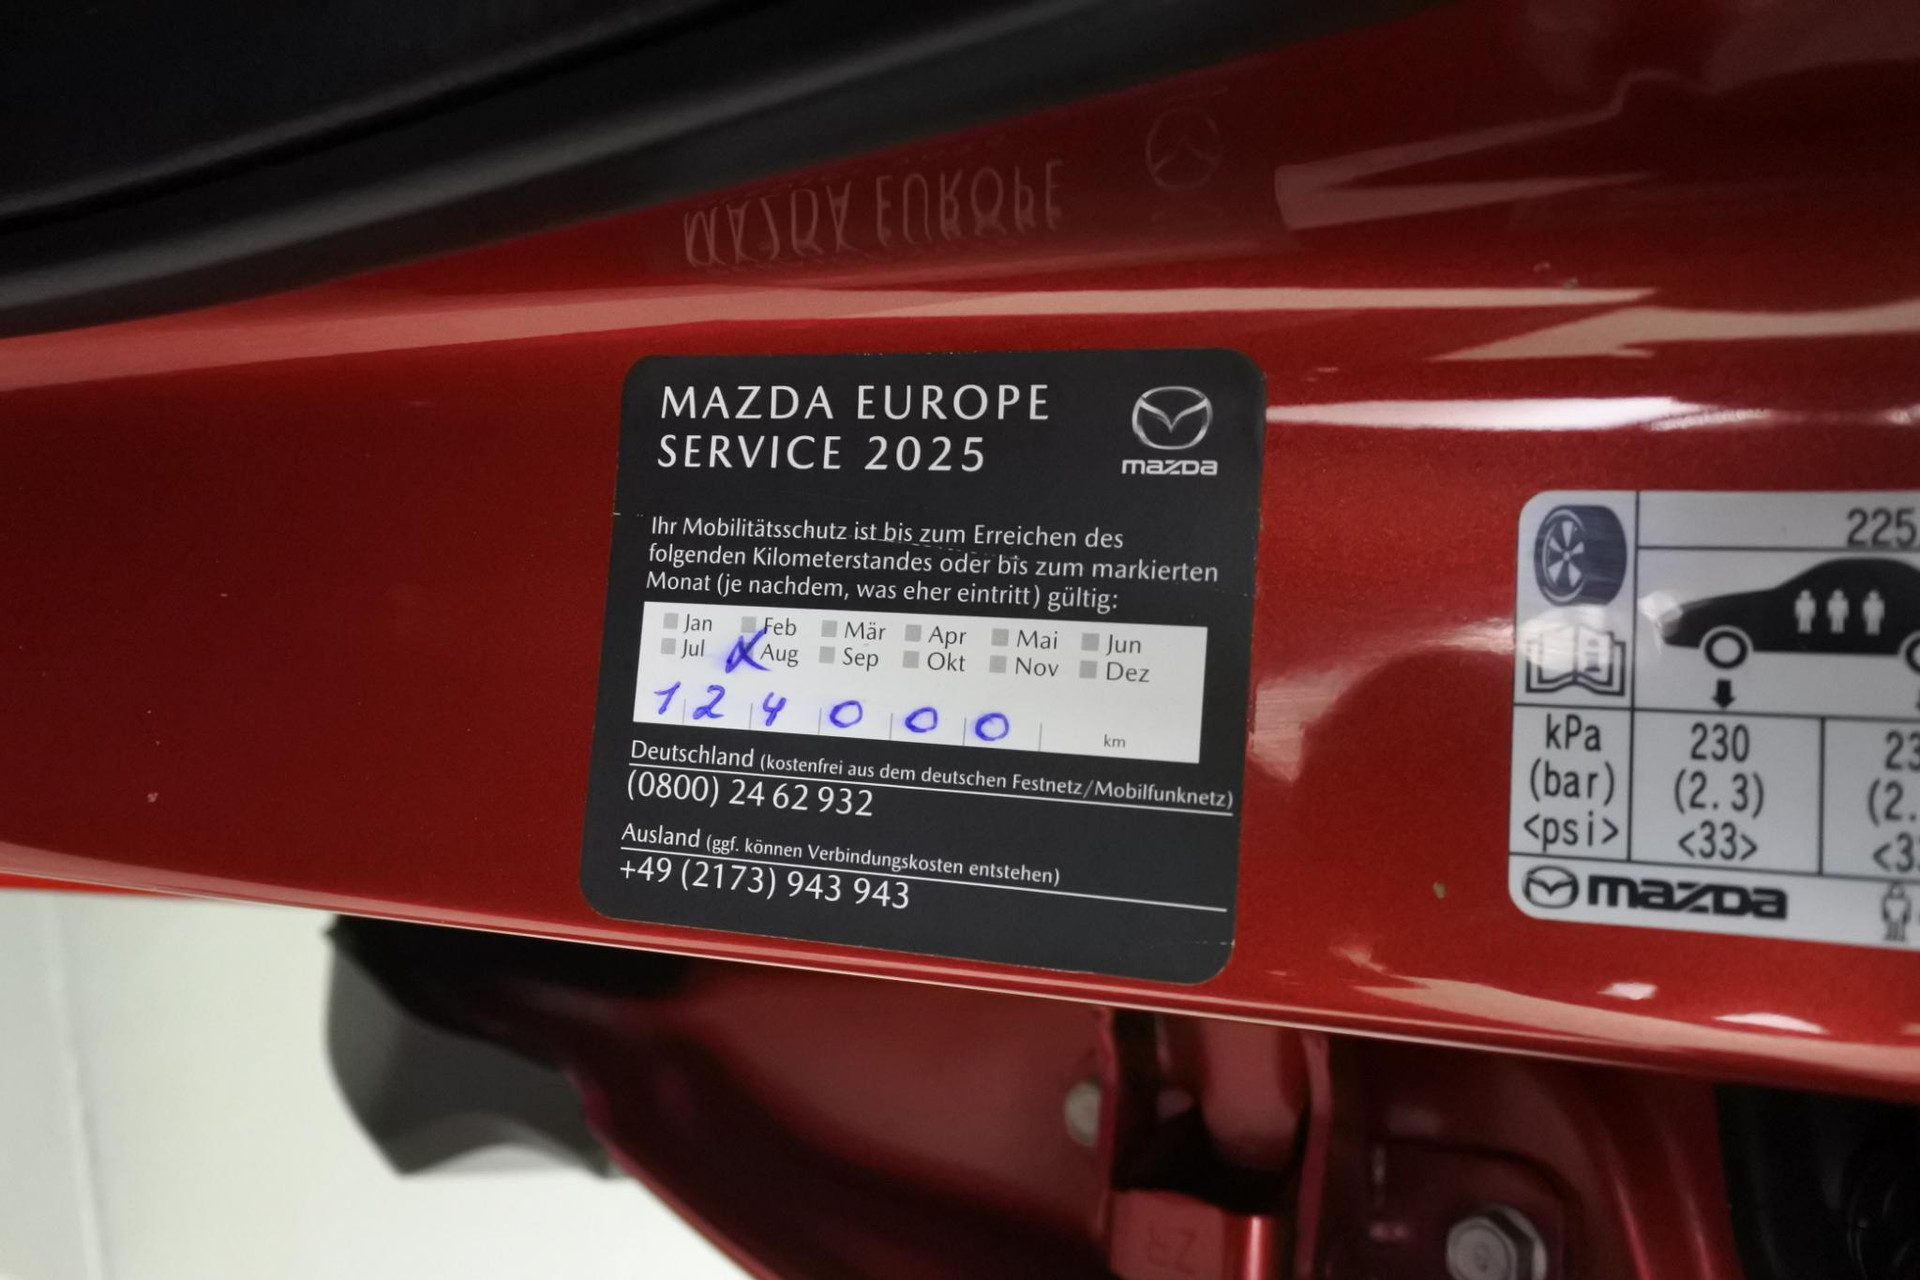 MAZDA EUROPE
MAZDA EUROPE
SERVICE 2025
mazda
Ihr Mobilitätsschutz ist bis zum Erreichen des
folgenden Kilometerstandes oder bis zum markierten
Monat (je nachdem, was eher eintritt) gültig:
Jan Feb Mär Apr Mai Jun
Jul Aug Sep Okt Nov Dez
124000 km
Deutschland (kostenfrei aus dem deutschen Festnetz/Mobilfunknetz)
(0800) 24 62 932
Ausland (ggf. können Verbindungskosten entstehen)
+49 (2173) 943 943
225
kPa 230
(bar) (2.3)
<psi> <33>
mazda